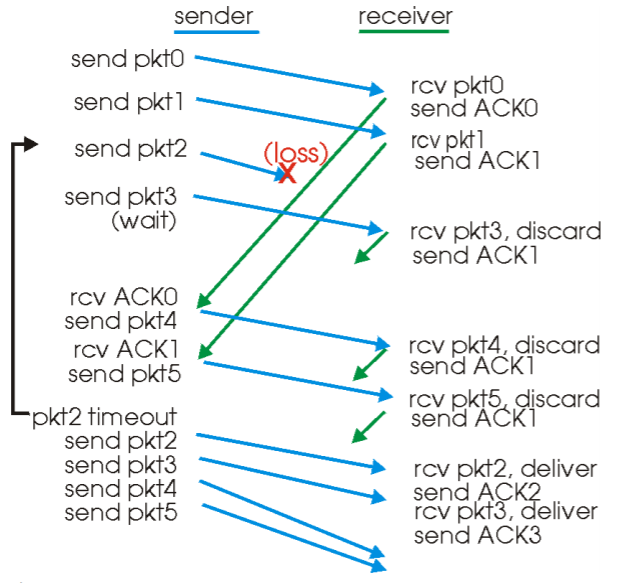 sender
receiver
send pkt0
send pkt1
send pkt2
send pkt3
(wait)
(loss)
X
rcv pkt0
send ACK0
rcv pkt1
send ACK1
rcv pkt3, discard
send ACK1
rcv ACK0
send pkt4
rcv ACK1
send pkt5
rcv pkt4, discard
send ACK1
rcv pkt5, discard
send ACK1
pkt2 timeout
send pkt2
send pkt3
send pkt4
send pkt5
rcv pkt2, deliver
send ACK2
rcv pkt3, deliver
send ACK3